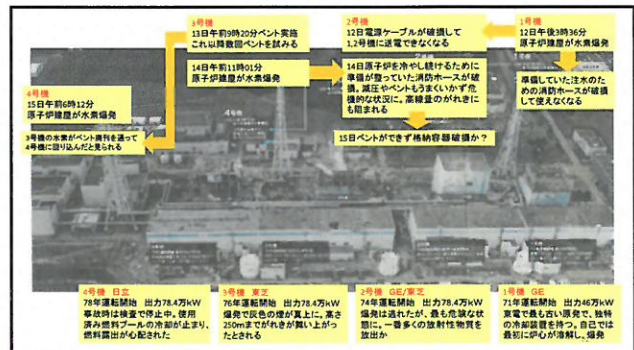 3号機
13日午前9時20分ベント実施
これ以降数回ベントを試みる
14日午前11時01分
原子炉建屋が水素爆発
2号機
12日電源ケーブルが破損して
1,2号機に送電できなくなる
14日原子炉を冷やし続けるために
準備が整っていた消防ホースが破
損。減圧やベントもうまくいかず危
機的な状況に。高線量のがれきに
も阻まれる
15日ベントができず格納容器破損か？
1号機
12日午後3時36分
原子炉建屋が水素爆発
準備していた注水のた
めの消防ホースが破損
して使えなくなる
4号機
15日午前6時12分
原子炉建屋が水素爆発
3号機の水素がベント配管を通って
4号機に回り込んだと見られる
4号機 日立
78年運転開始 出力78.4万kW
事故時は検査で停止中。使用
済み燃料プールの冷却が止まり、
燃料露出が心配された
3号機 東芝
76年運転開始 出力78.4万kW
爆発で灰色の煙が真上に。高さ
250mまでがれきが舞い上がっ
たとされる
2号機 GE/東芝
74年運転開始 出力78.4万kW
爆発は逃れたが、最も危険な状
態に。一番多くの放射性物質を
放出か
1号機 GE
71年運転開始 出力46万kW
東電で最も古い原発で、独特
の冷却装置を持つ。自己では
最初に炉心が溶解し、爆発